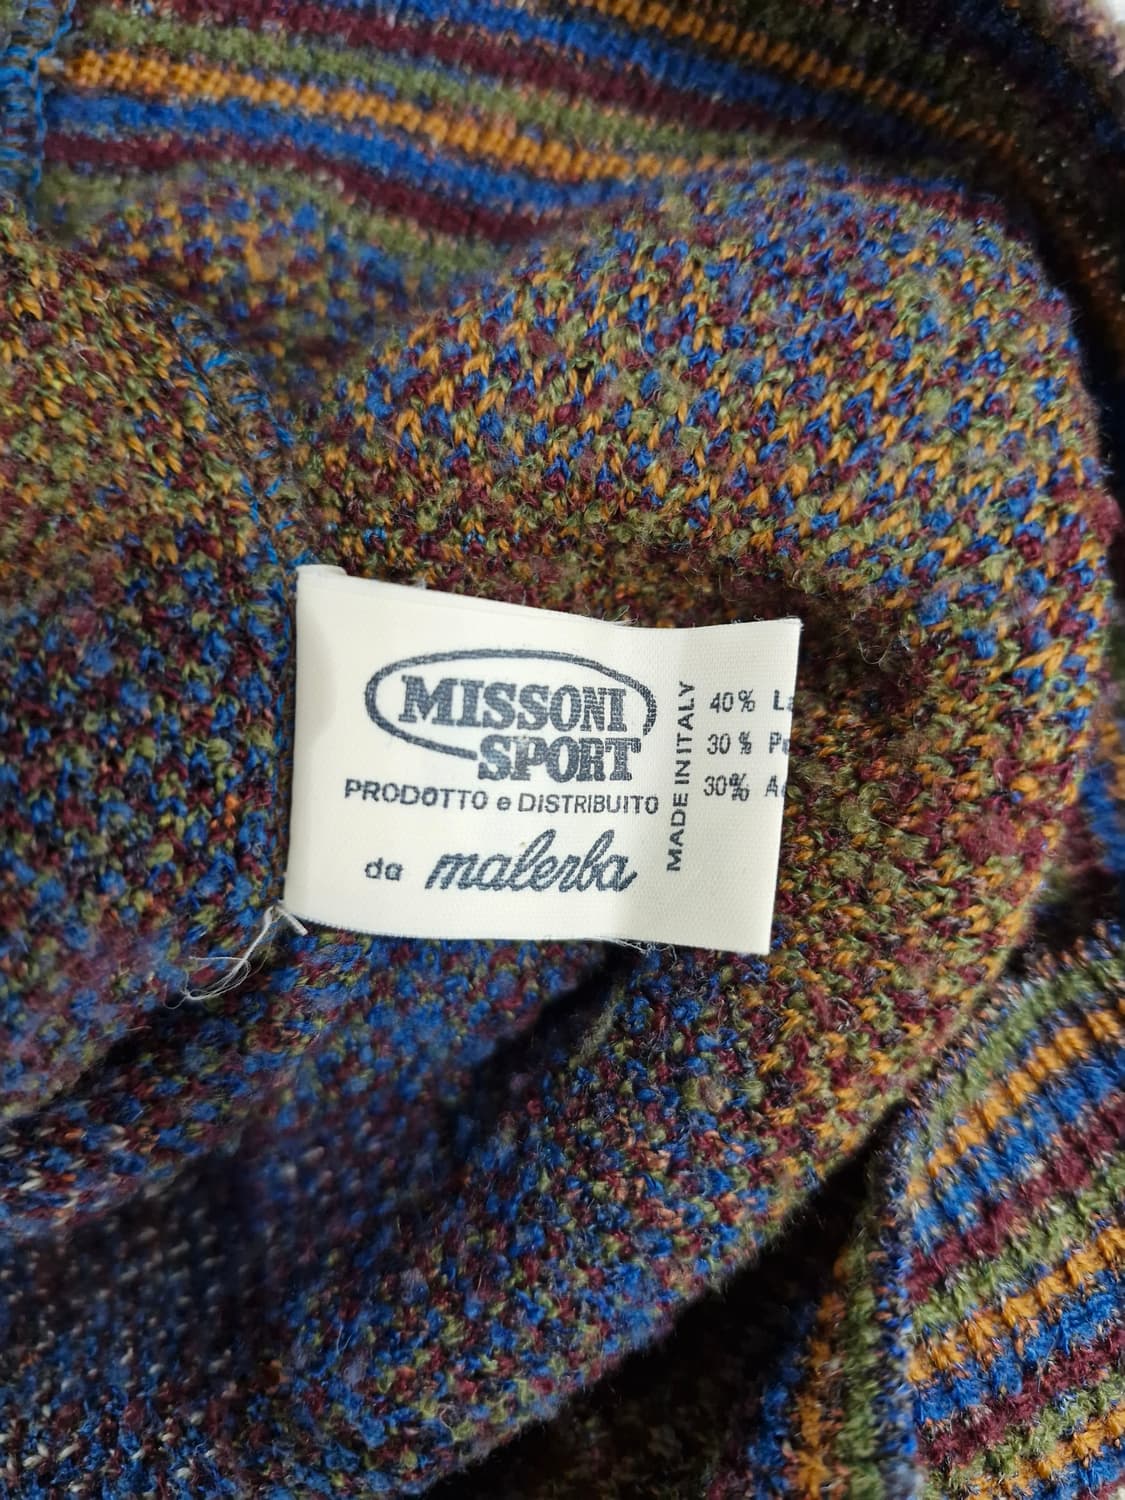 MISSONI
SPORT
PRODOTTO e DISTRIBUITO
da malerba
MADE IN ITALY
40%
30%
30%